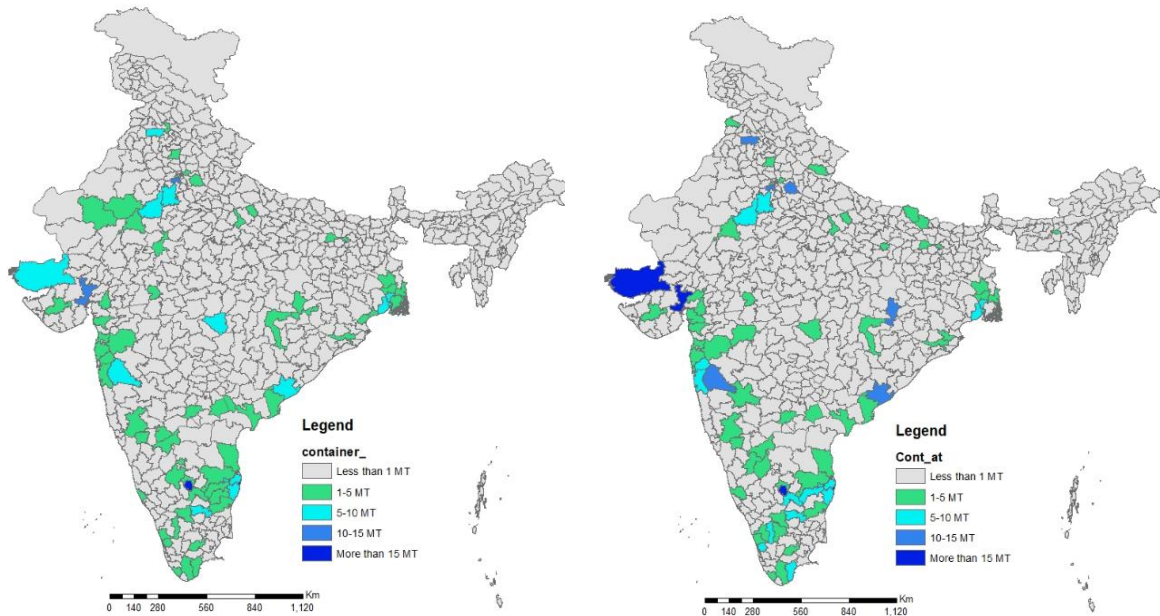 Legend
container_
Less than 1 MT
1-5 MT
5-10 MT
10-15 MT
More than 15 MT
Km
0 140 280 560 840 1,120
Legend
Cont_at
Less than 1 MT
1-5 MT
5-10 MT
10-15 MT
More than 15 MT
Km
0 140 280 560 840 1,120